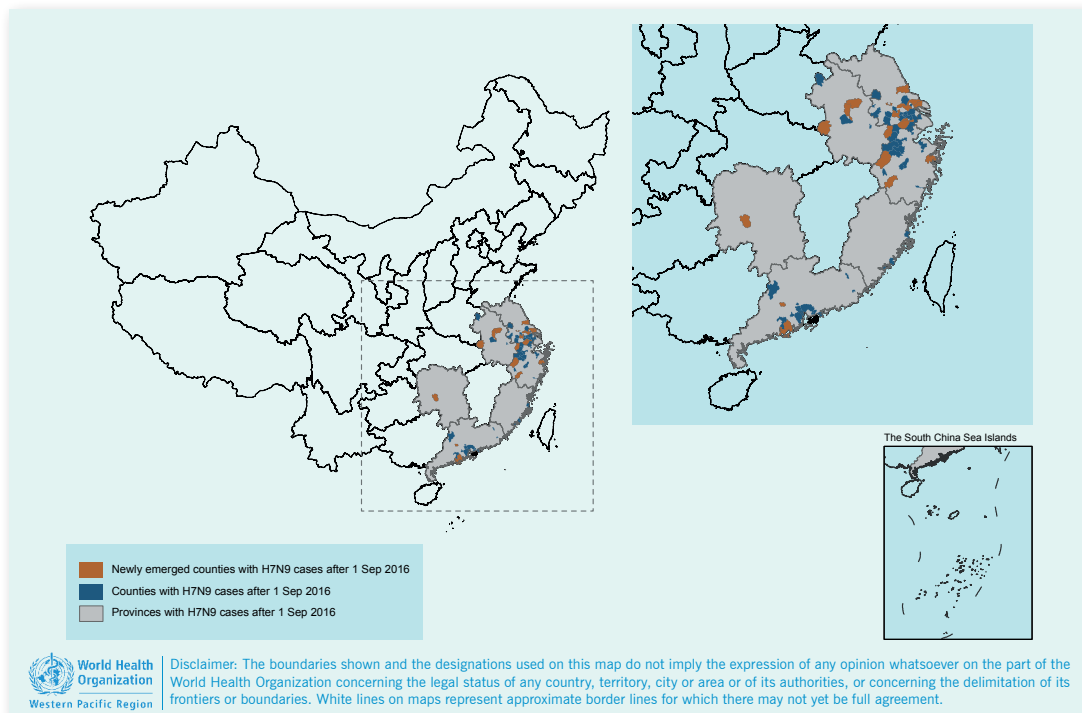 The South China Sea Islands
Newly emerged counties with H7N9 cases after 1 Sep 2016
Counties with H7N9 cases after 1 Sep 2016
Provinces with H7N9 cases after 1 Sep 2016
World Health
Organization
Western Pacific Region
Disclaimer: The boundaries shown and the designations used on this map do not imply the expression of any opinion whatsoever on the part of the
World Health Organization concerning the legal status of any country, territory, city or area or of its authorities, or concerning the delimitation of its
frontiers or boundaries. White lines on maps represent approximate border lines for which there may not yet be full agreement.